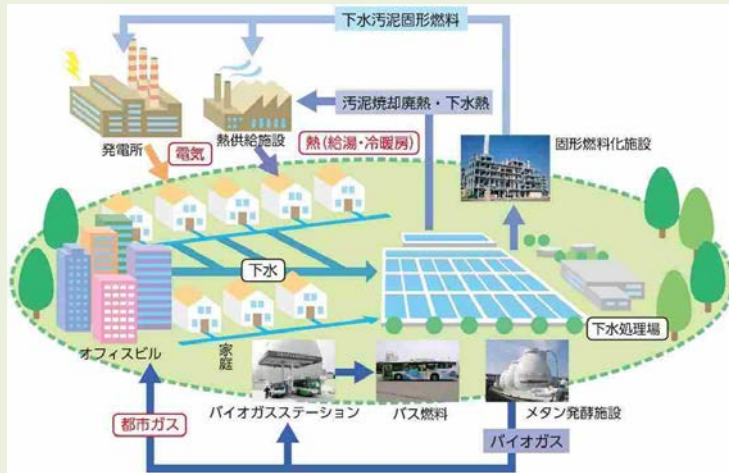 下水汚泥固形燃料
汚泥焼却廃熱・下水熱
発電所
熱供給施設
電気
熱(給湯・冷暖房)
固形燃料化施設
下水
下水処理場
オフィスビル
家庭
バイオガスステーション
バス燃料
メタン発酵施設
都市ガス
バイオガス